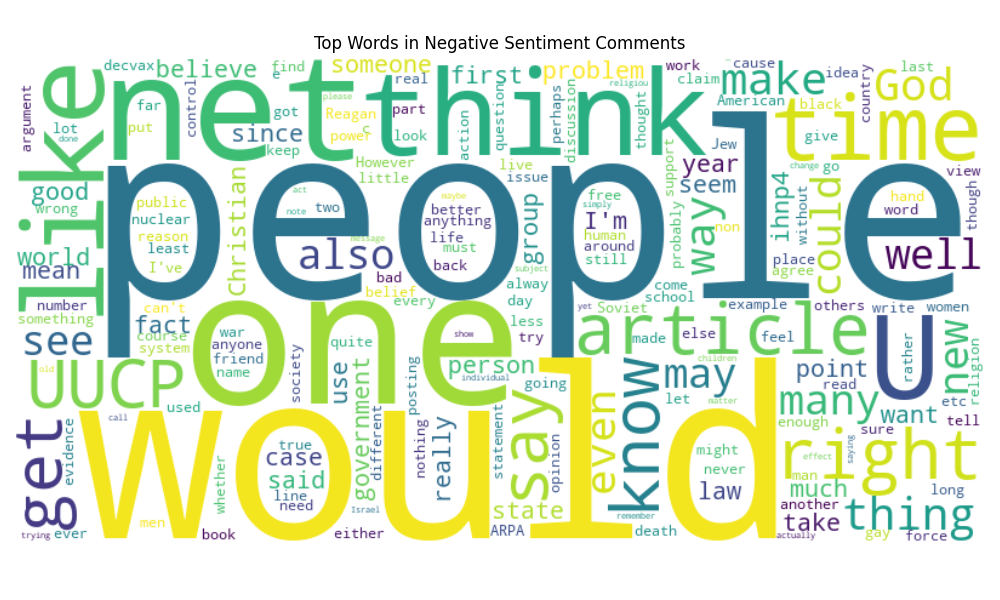 Top Words in Negative Sentiment Comments
decvax believe find someone first problem work cause idea last
e real claim God
argument like net think make American time country
far put control got part look action question perhaps discussion thought religiou black
lot done since keep please Reagan power c give
However little live issue support Jew year seem change go view
good wrong public nuclear two act note maybe better anything group free simply I'm human non way ihnp4 without hand word though
world mean reason least I've Christian people also life must back around still probably place agree could well
number something can't belief bad message every subject alway day come school example others write women
see fact course system war anyone friend name quite less try yet Soviet made else feel
one show article U rather new religion
UUCP old society use person individual going children let may point read etc
used call government different posting know matter many want tell
get evidence would true case said line need really nothing statement say opinion even might never law enough sure right effect saying man much long
whether men Israel state remember another take thing
trying ever book either ARPA death actually gay force